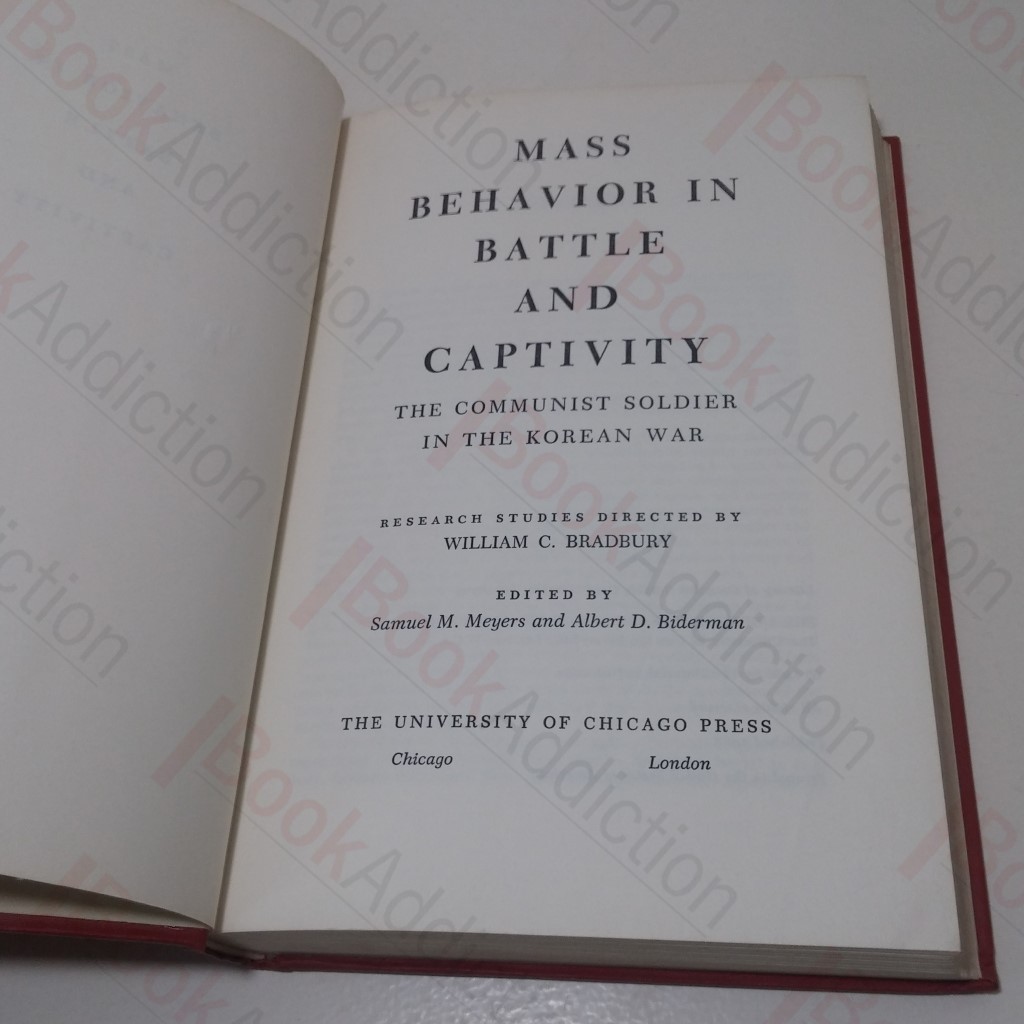 MASS
BEHAVIOR IN
BATTLE
AND
CAPTIVITY
THE COMMUNIST SOLDIER
IN THE KOREAN WAR
RESEARCH STUDIES DIRECTED BY
WILLIAM C. BRADBURY
EDITED BY
Samuel M. Meyers and Albert D. Biderman
THE UNIVERSITY OF CHICAGO PRESS
Chicago London
BookAddiction